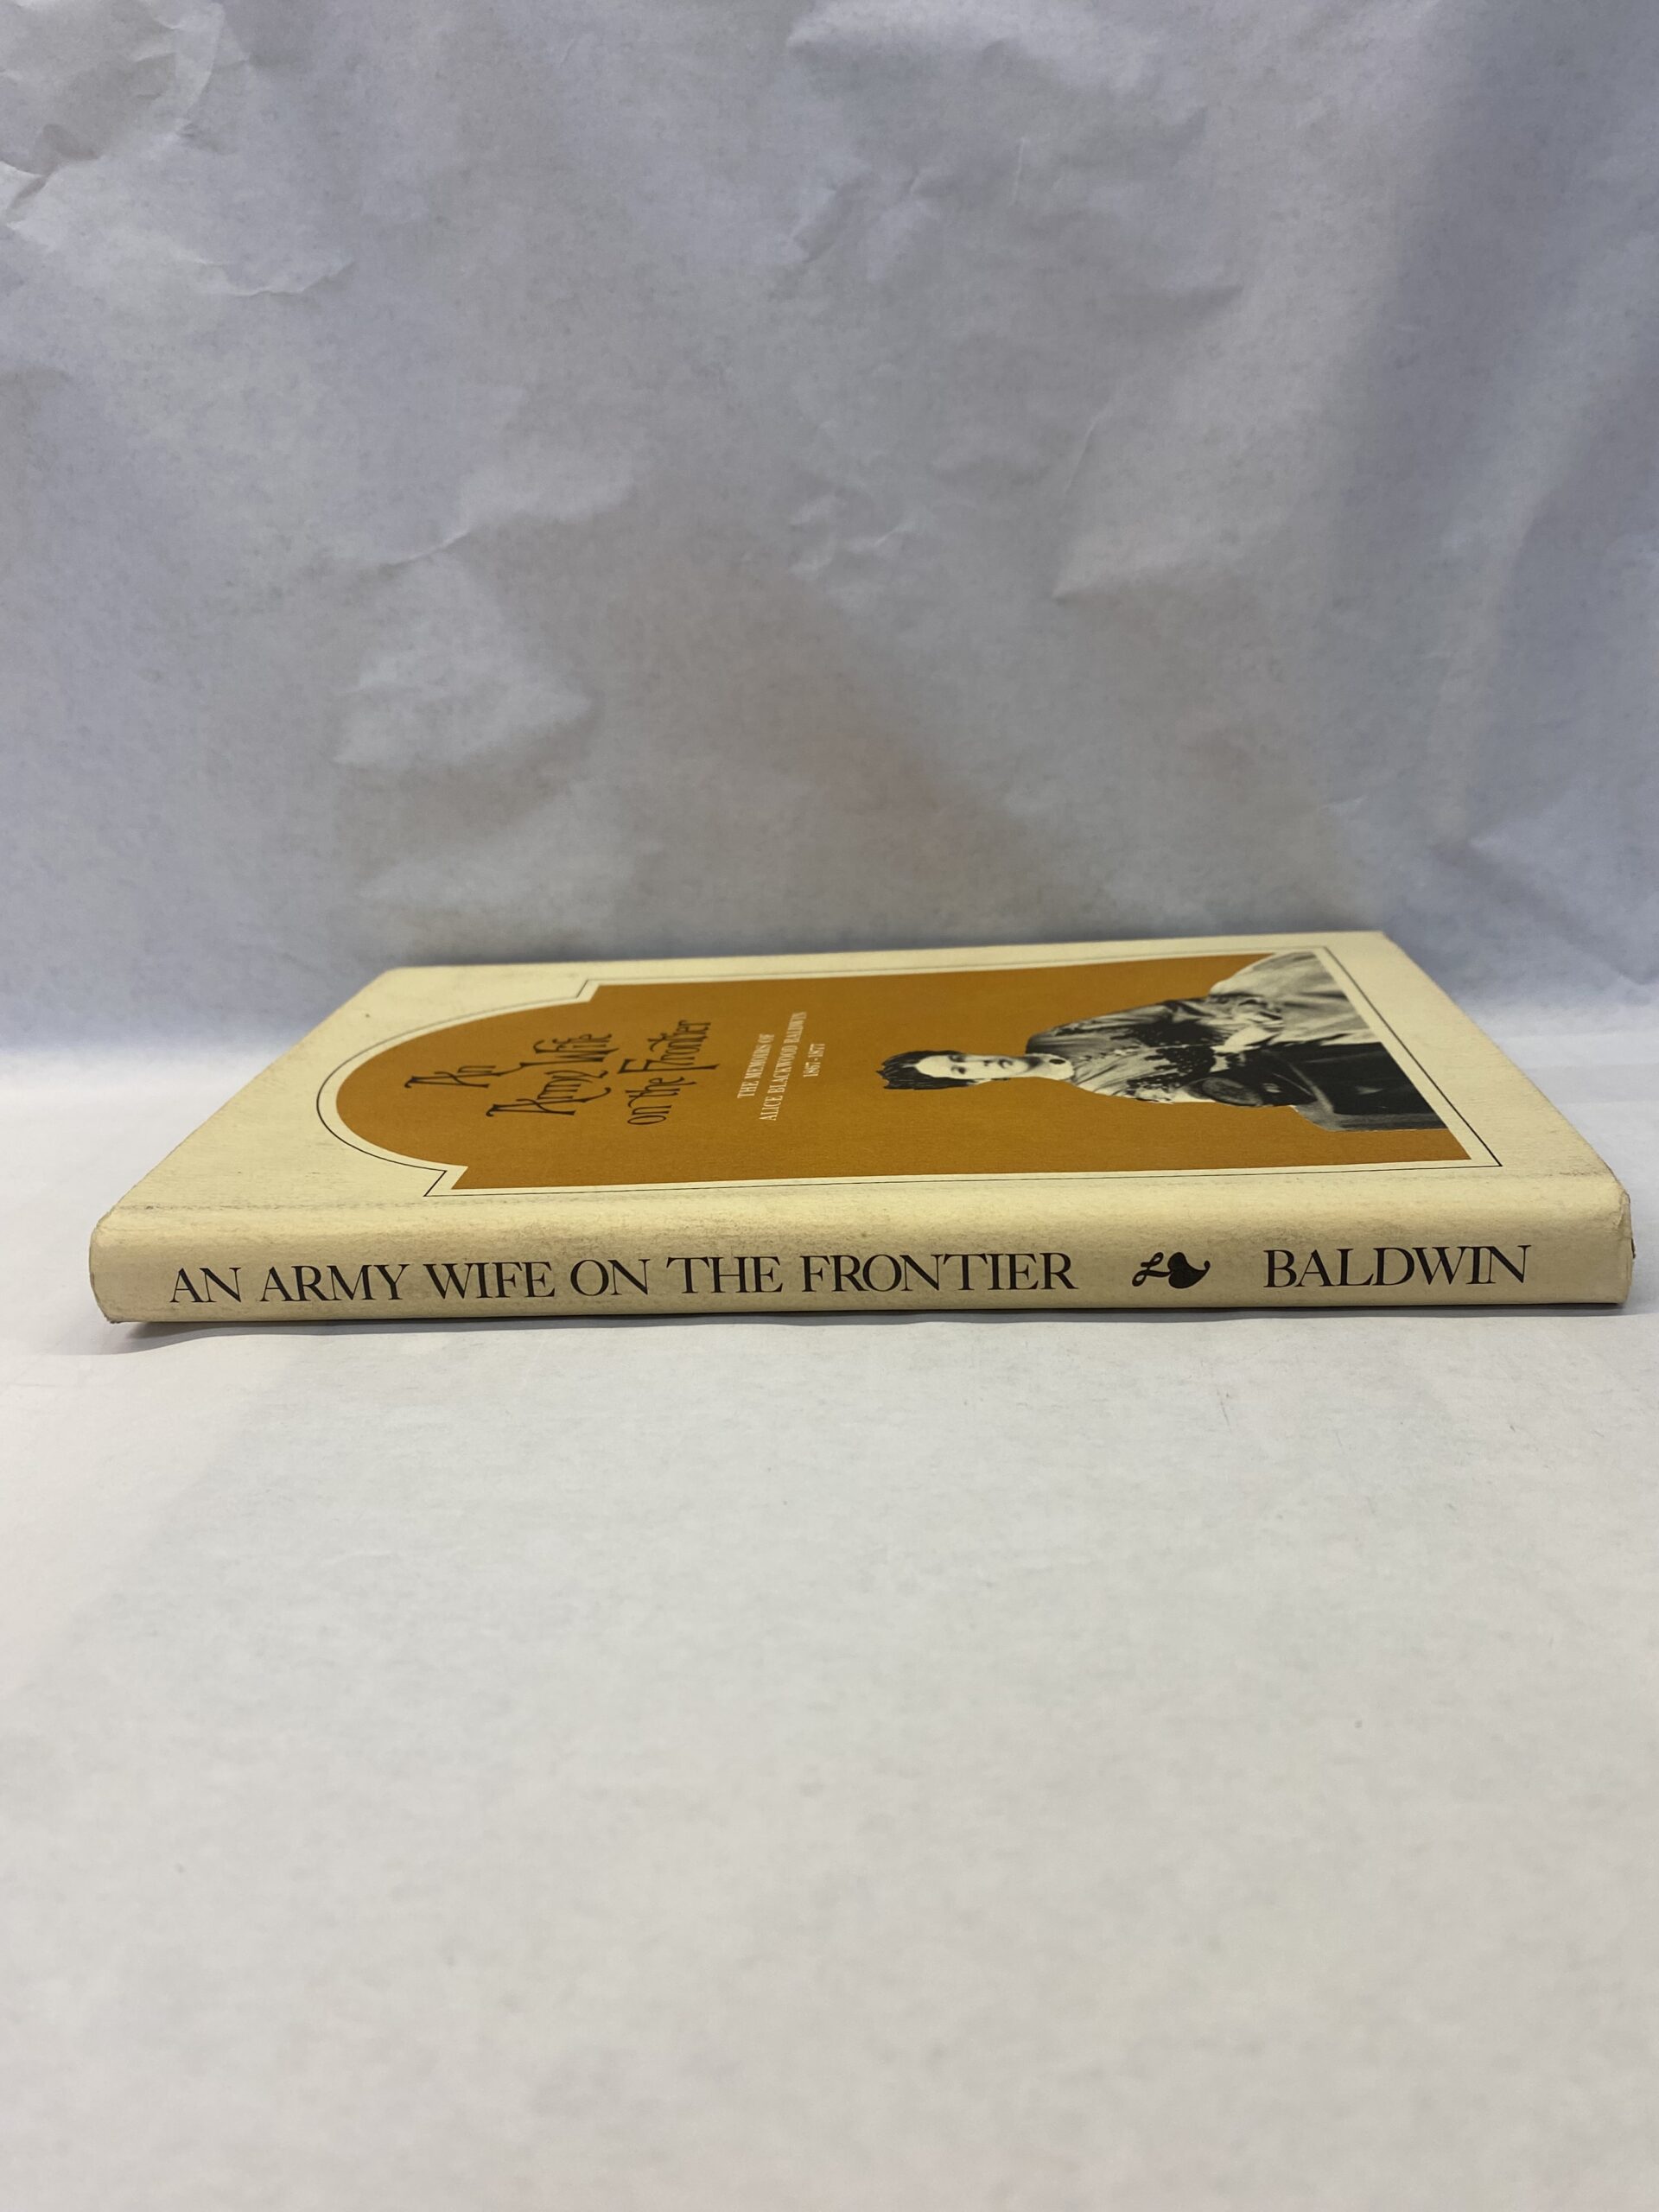 An
Army Wife
on the Frontier
THE MEMOIRS OF
ALICE BLACKWOOD BALDWIN
1867-1877
AN ARMY WIFE ON THE FRONTIER BALDWIN